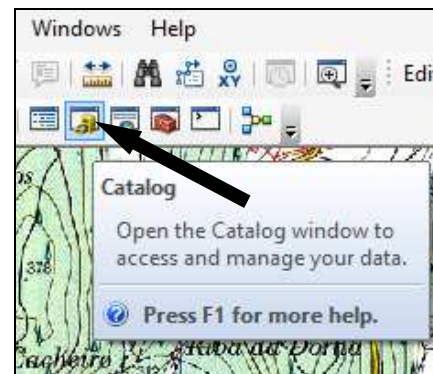 Windows Help
XY Edi
Catalog
Open the Catalog window to
access and manage your data.
378
Press F1 for more help.